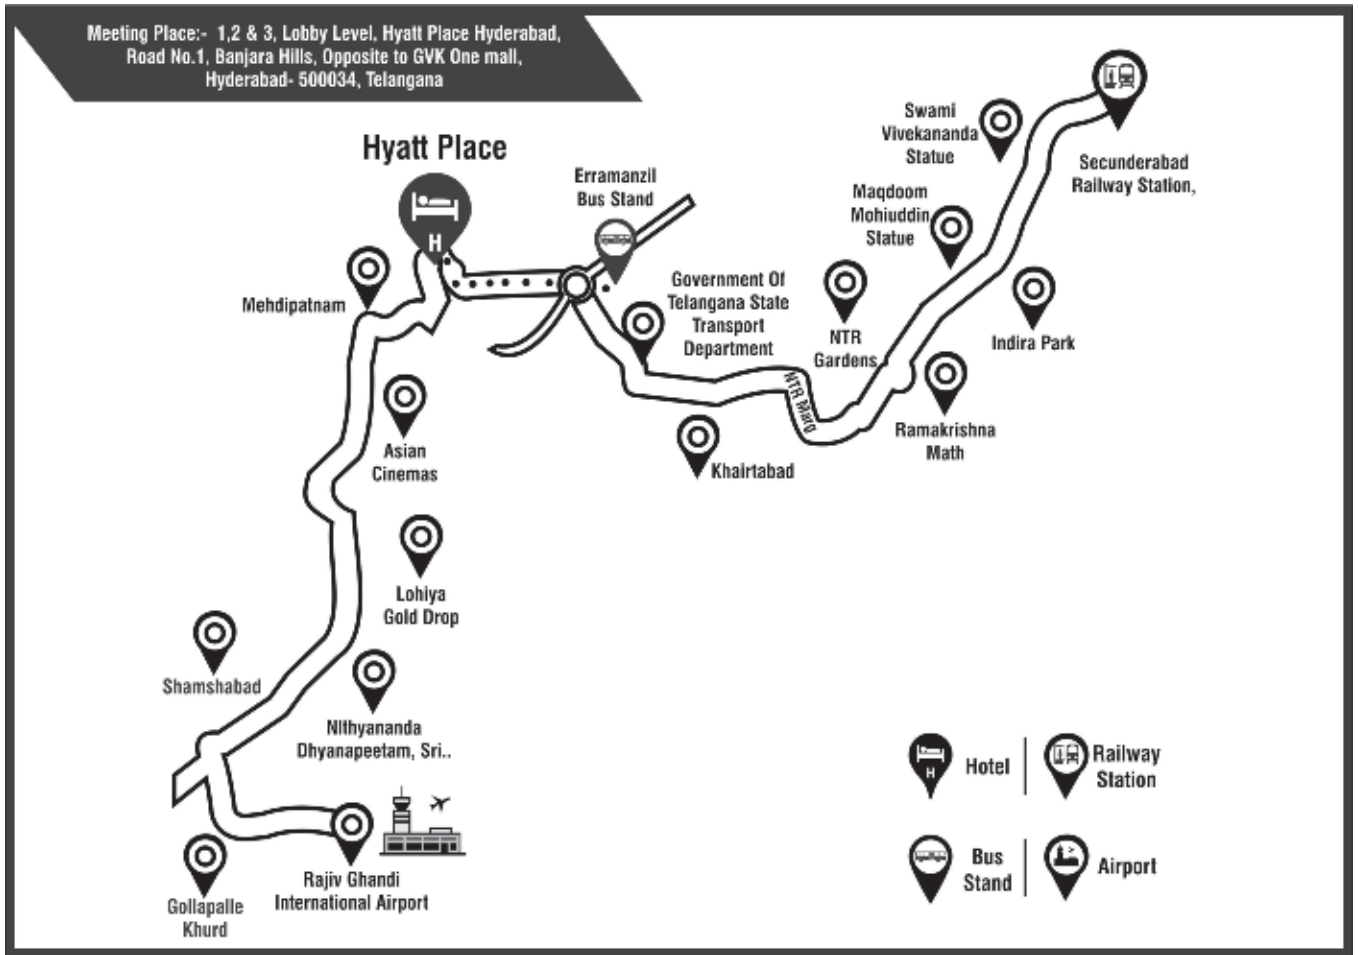 Meeting Place:- 1,2 & 3, Lobby Level, Hyatt Place Hyderabad,
Road No.1, Banjara Hills, Opposite to GVK One mall,
Hyderabad- 500034, Telangana
Hyatt Place
H
Erramanzil
Bus Stand
Swami
Vivekananda
Statue
Secunderabad
Railway Station,
Maqdoom
Mohiuddin
Statue
Mehdipatnam
Government Of
Telangana State
Transport
Department
NTR
Gardens
Indira Park
NTR Marg
Ramakrishna
Math
Khairtabad
Asian
Cinemas
Lohiya
Gold Drop
Shamshabad
NIthyananda
Dhyanapeetam, Sri..
Rajiv Ghandi
International Airport
Gollapalle
Khurd
H
Hotel
Railway
Station
Bus
Stand
Airport